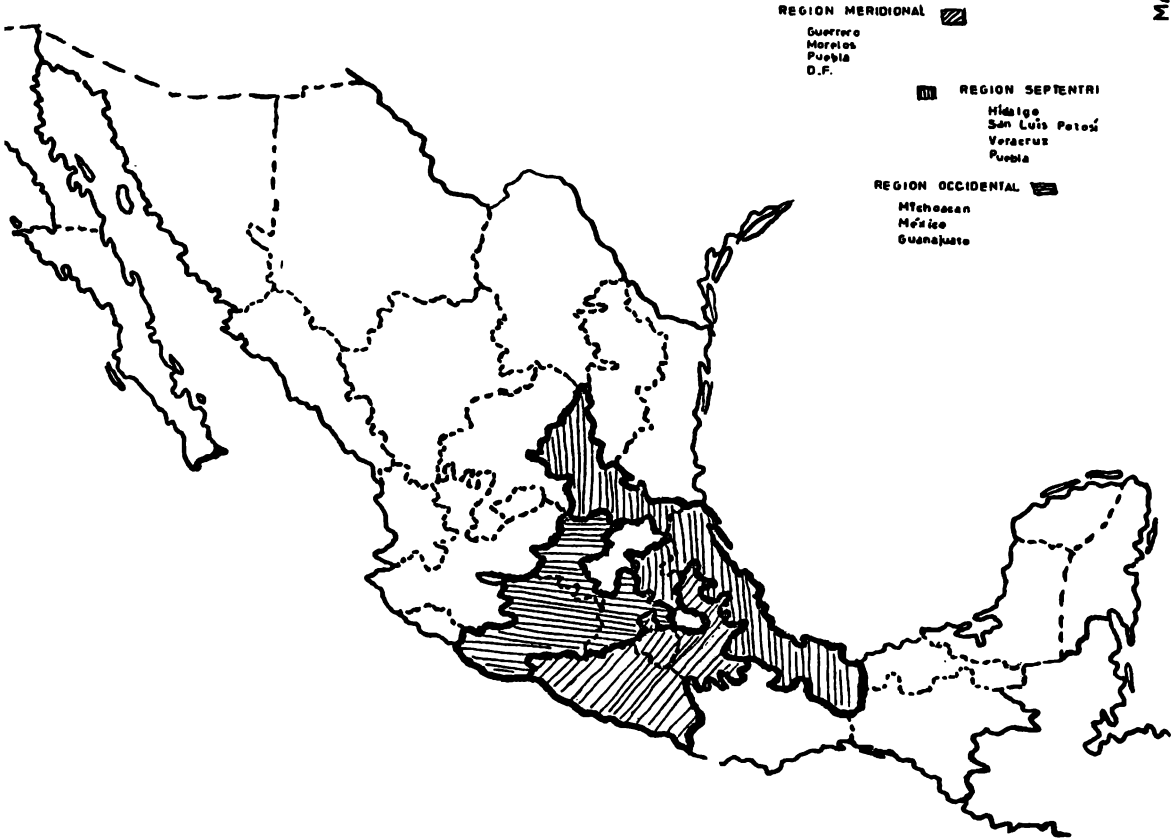 REGION MERIDIONAL
Guerrero
Morelos
Puebla
D.F.
REGION SEPTENTRI
Hidalgo
San Luis Potosí
Veracruz
Puebla
REGION OCCIDENTAL
Michoacan
México
Guanajuato